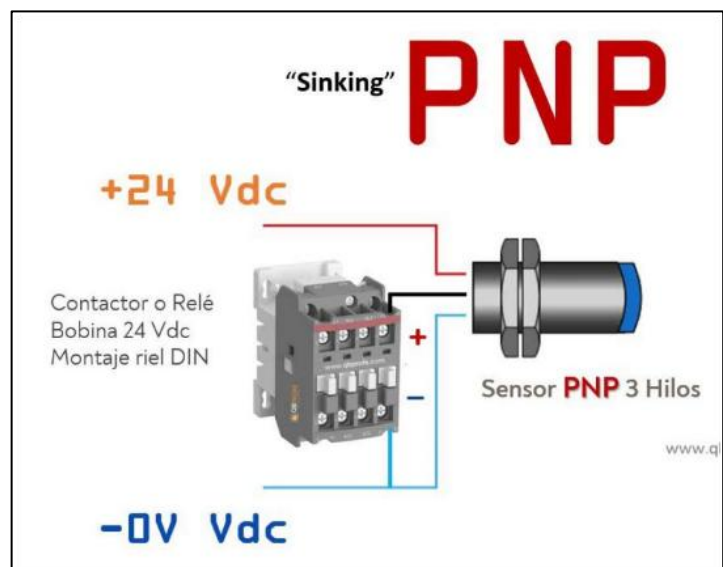 “Sinking” PNP
+24 Vdc
Contactor o Relé
Bobina 24 Vdc
Montaje riel DIN
+
-
Sensor PNP 3 Hilos
www.ql
-0V Vdc